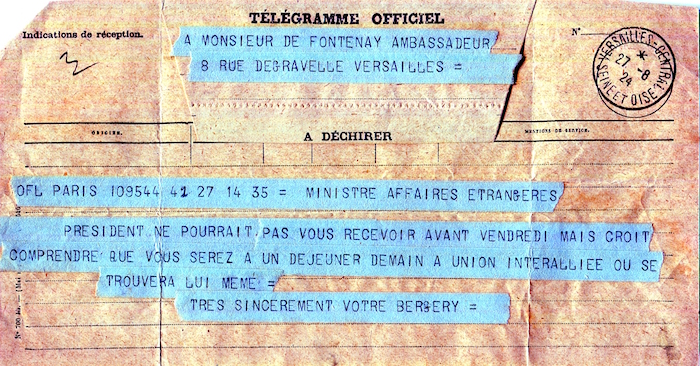 TÉLÉGRAMME OFFICIEL
Indications de réception.
N°
3
A MONSIEUR DE FONTENAY AMBASSADEUR
8 RUE DEGRAVELLE VERSAILLES =
VERSAILLES-CENTRAL
*
27 -8
24
SEINE ET OISE
ORIGINE.
A DÉCHIRER
MENTIONS DE SERVICE.
OFL PARIS 109544 42 27 14 35 = MINISTRE AFFAIRES ETRANGERES
PRESIDENT NE POURRAIT PAS VOUS RECEVOIR AVANT VENDREDI MAIS CROIT
COMPRENDRE QUE VOUS SEREZ A UN DEJEUNER DEMAIN A UNION INTERALLIEE OU SE
TROUVERA LUI MEME =
TRES SINCEREMENT VOTRE BERGERY =